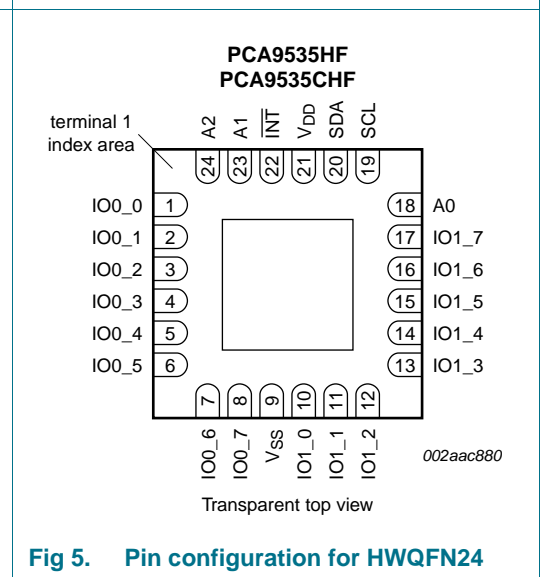 PCA9535HF
PCA9535CHF
terminal 1
index area
A2
A1
INT
VDD
SDA
SCL
24
23
22
21
20
19
IO0_0 1
IO0_1 2
IO0_2 3
IO0_3 4
IO0_4 5
IO0_5 6
18 A0
17 IO1_7
16 IO1_6
15 IO1_5
14 IO1_4
13 IO1_3
7
8
9
10
11
12
IO0_6
IO0_7
VSS
IO1_0
IO1_1
IO1_2
002aac880
Transparent top view
Fig 5. Pin configuration for HWQFN24